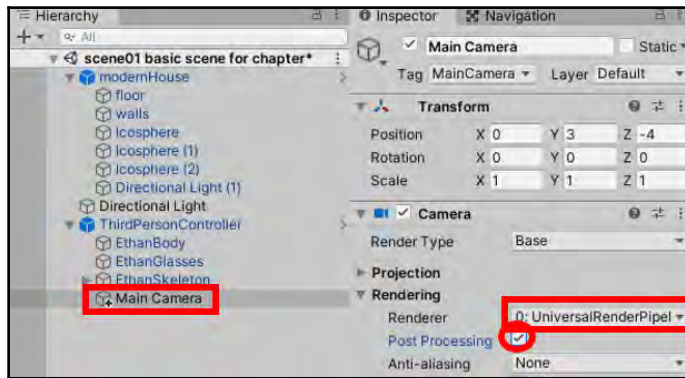 Hierarchy
All
scene01 basic scene for chapter*
modernHouse
floor
walls
Icosphere
Icosphere (1)
Icosphere (2)
Directional Light (1)
Directional Light
ThirdPersonController
EthanBody
EthanGlasses
EthanSkeleton
Main Camera
Inspector Navigation
Main Camera Static
Tag MainCamera Layer Default
Transform
Position X 0 Y 3 Z -4
Rotation X 0 Y 0 Z 0
Scale X 1 Y 1 Z 1
Camera
Render Type Base
Projection
Rendering
Renderer 0: UniversalRenderPipel
Post Processing
Anti-aliasing None